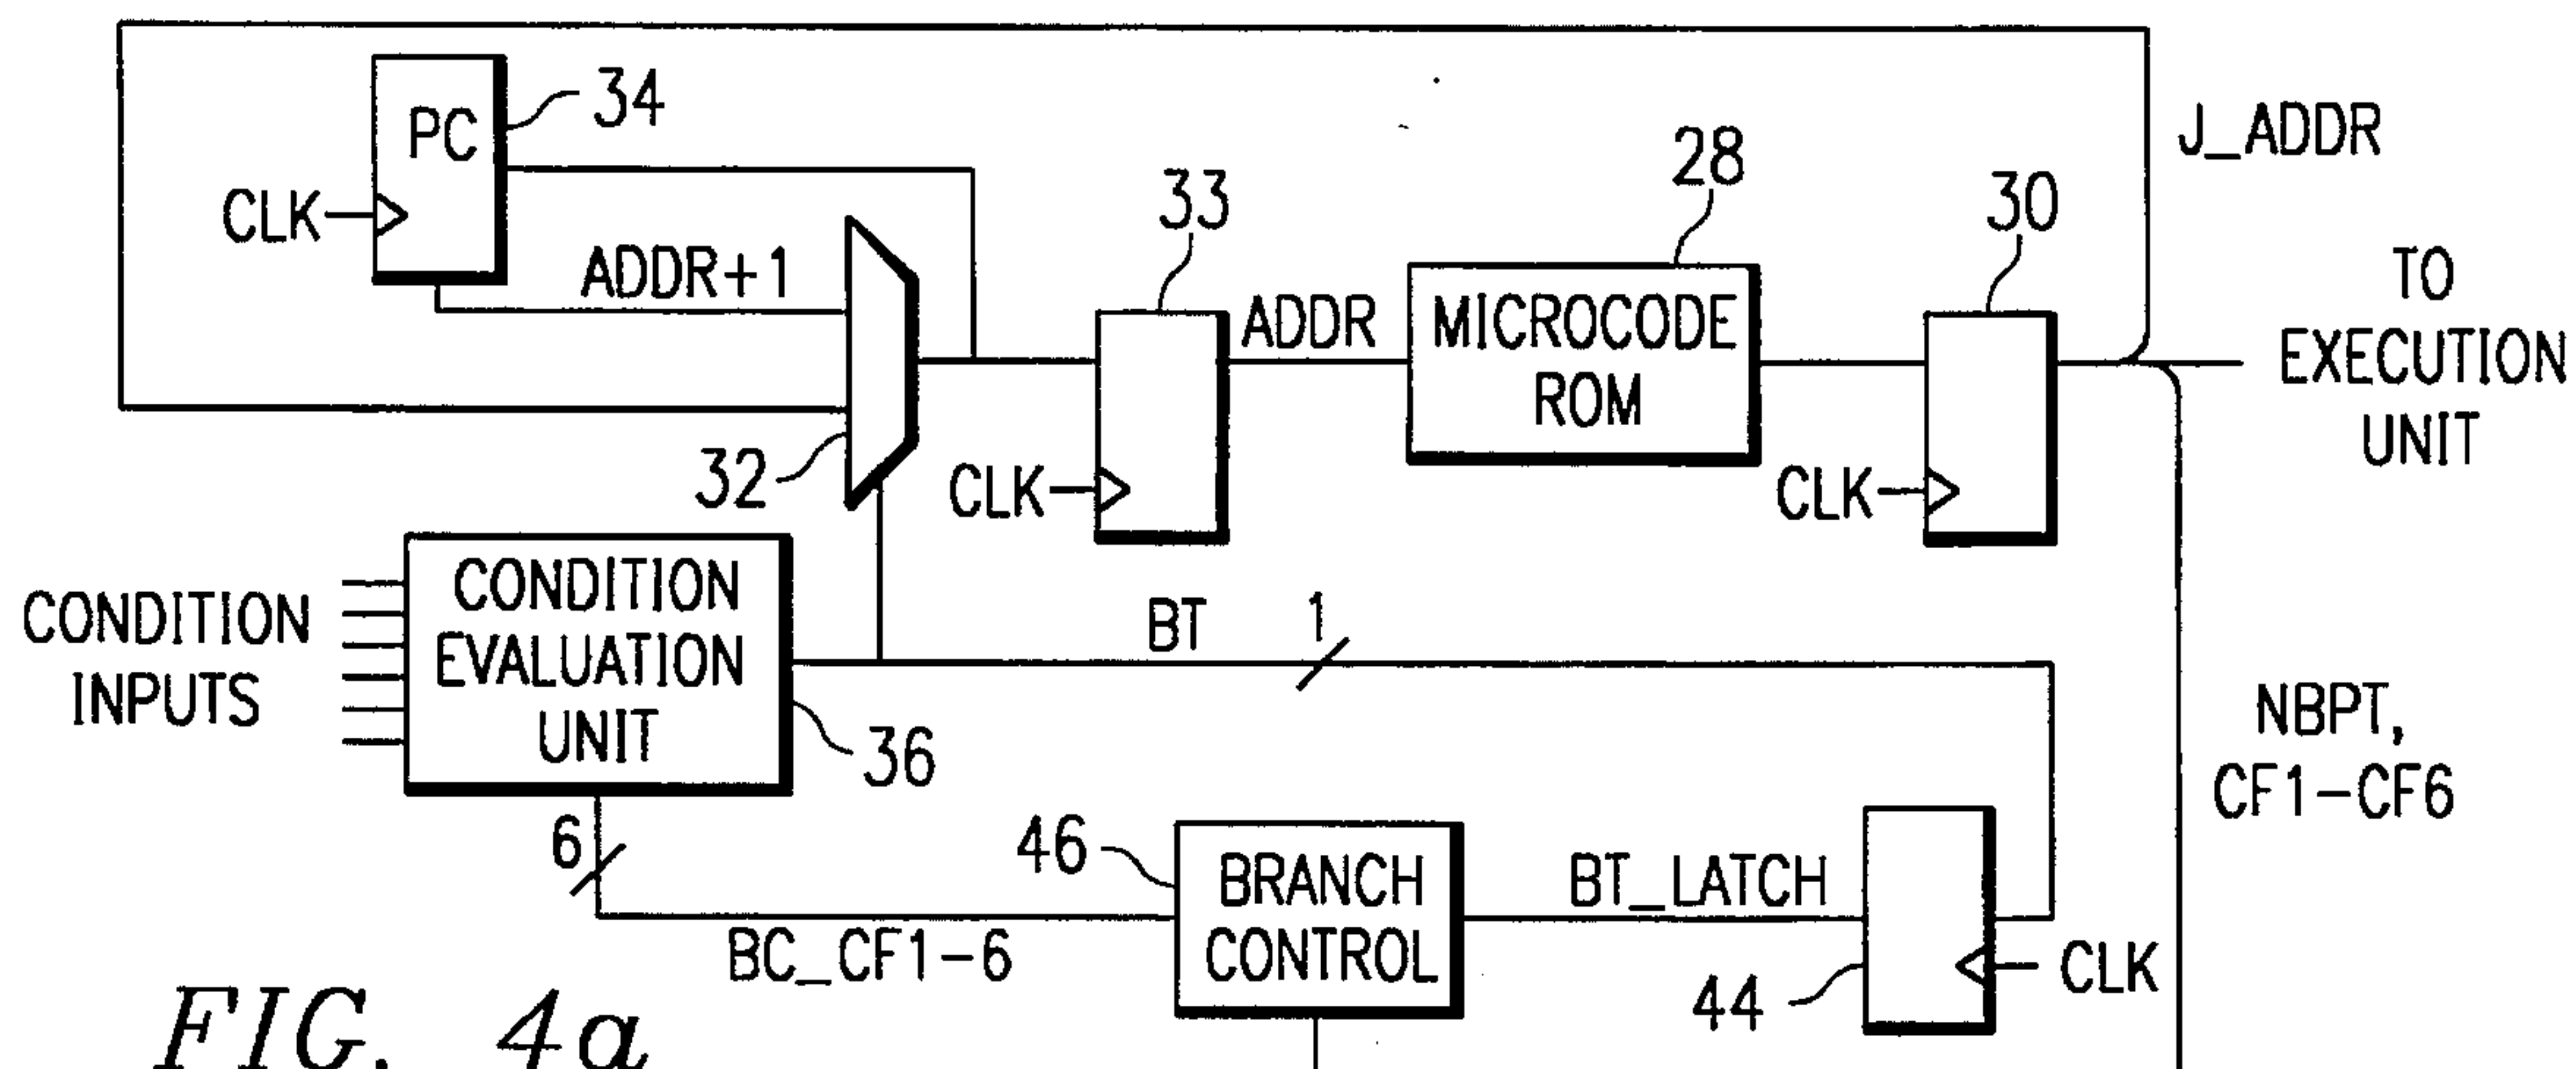 PC
34
CLK
ADDR+1
32
33
ADDR
CLK
28
MICROCODE
ROM
30
CLK
J_ADDR
TO
EXECUTION
UNIT
CONDITION
INPUTS
CONDITION
EVALUATION
UNIT
36
BT
1
NBPT,
CF1-CF6
6
BC_CF1-6
46
BRANCH
CONTROL
BT_LATCH
44
CLK
FIG. 4a